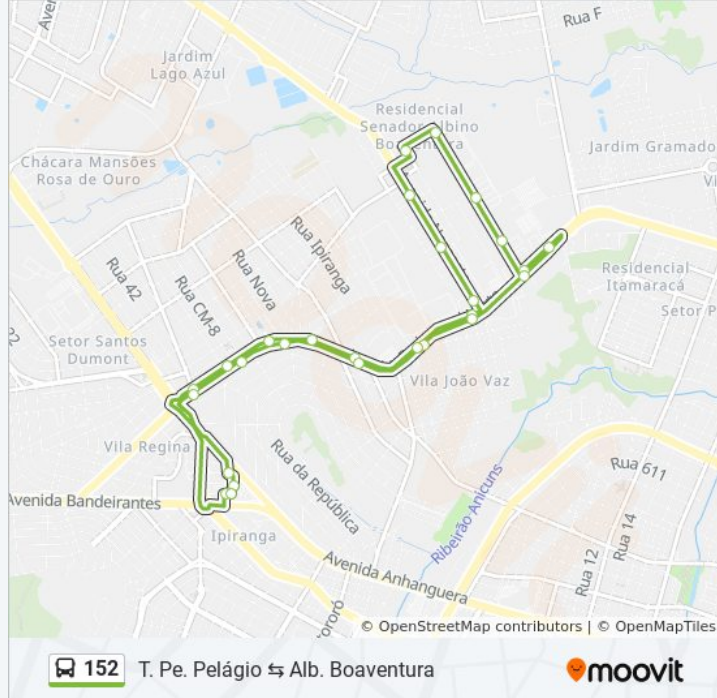 Rua F
Jardim
Lago Azul
Residencial
Senador Albino
Boaventura
Jardim Gramado
Chácara Mansões
Rosa de Ouro
Rua Ipiranga
Rua 42
Rua Nova
Rua CM-8
Residencial
Itamaracá
Setor Santos
Dumont
Vila João Vaz
Vila Regina
Rua da República
Rua 611
Avenida Bandeirantes
Ribeirão Anicuns
Rua 14
Ipiranga
Rua 12
Avenida Anhanguera
© OpenStreetMap contributors | © OpenMapTiles
152 T. Pe. Pelágio ⇆ Alb. Boaventura
moovit